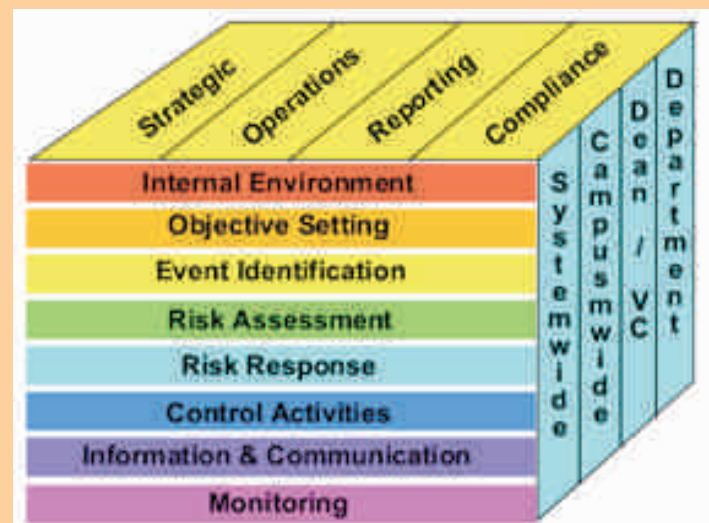 Strategic
Operations
Reporting
Compliance
Internal Environment
Objective Setting
Event Identification
Risk Assessment
Risk Response
Control Activities
Information & Communication
Monitoring
Systemwide
Campusmwide
Dean / VC
Department